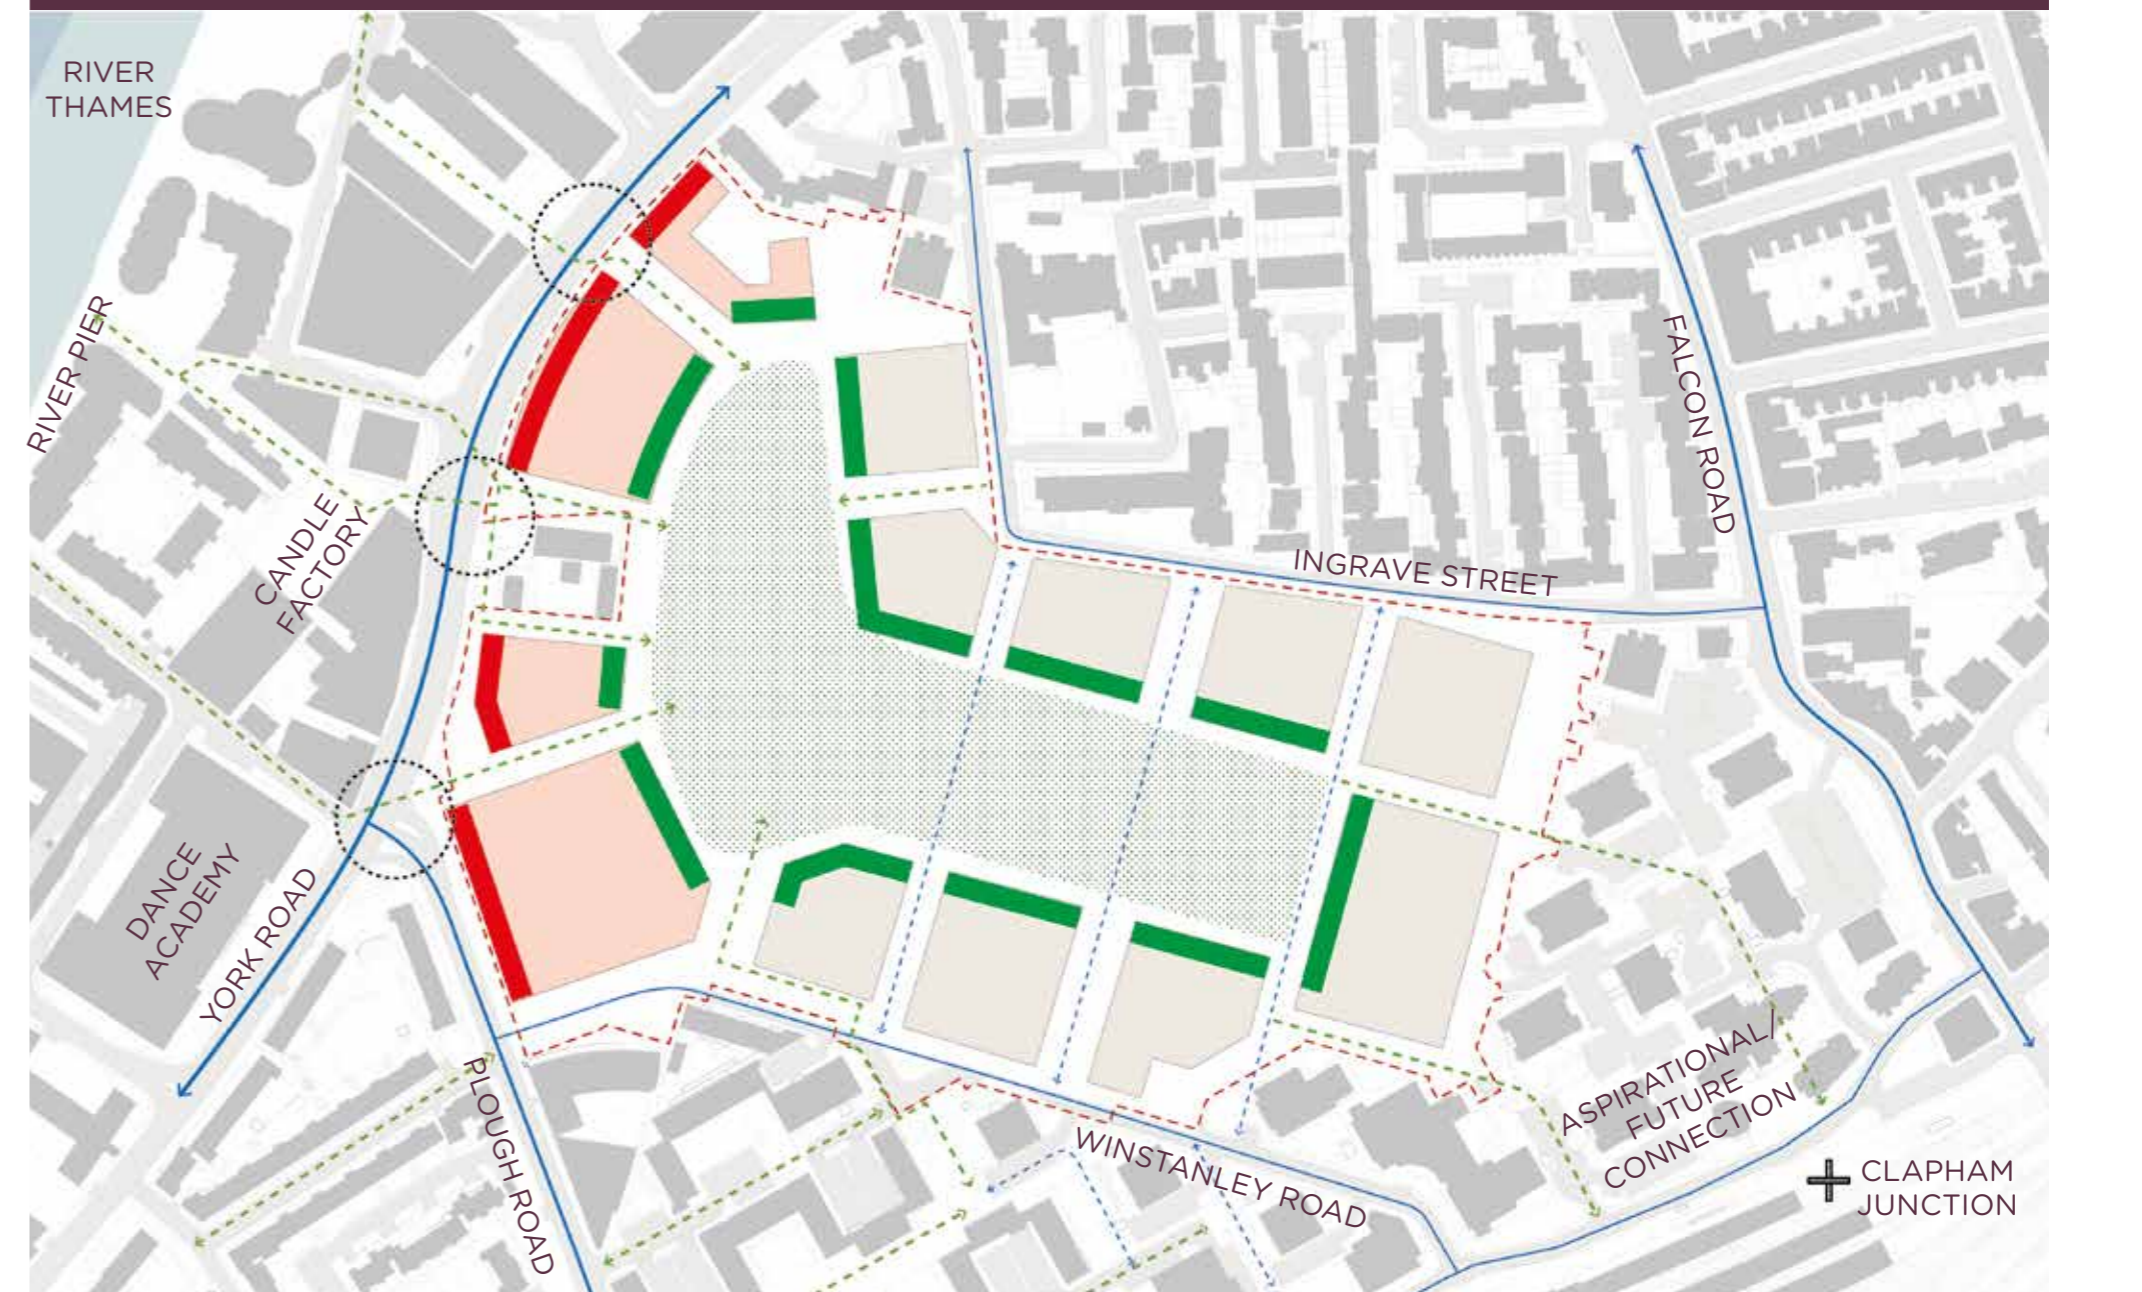 RIVER
THAMES
RIVER PIER
CANDLE
FACTORY
INGRAVE STREET
FALCON ROAD
DANCE
ACADEMY
YORK ROAD
PLOUGH ROAD
WINSTANLEY ROAD
ASPIRATIONAL/
FUTURE
CONNECTION
CLAPHAM
JUNCTION